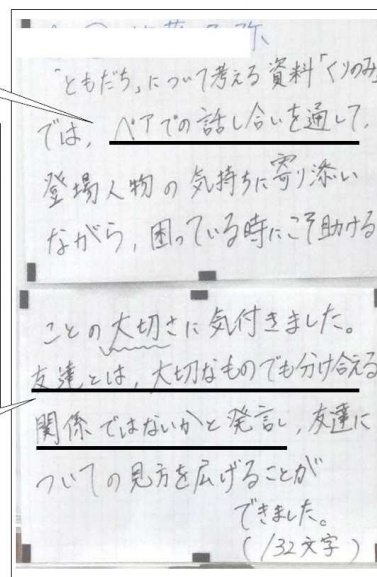 「ともだち」について考える資料「くりのみ」
では、ペアでの話し合いを通して、
登場人物の気持ちに寄り添い
ながら、困っている時にこそ助ける
ことの大切さに気付きました。
友達とは、大切なものでも分け合える
関係ではないかと発言し、友達に
ついての見方を広げることが
できました。
(132文字)